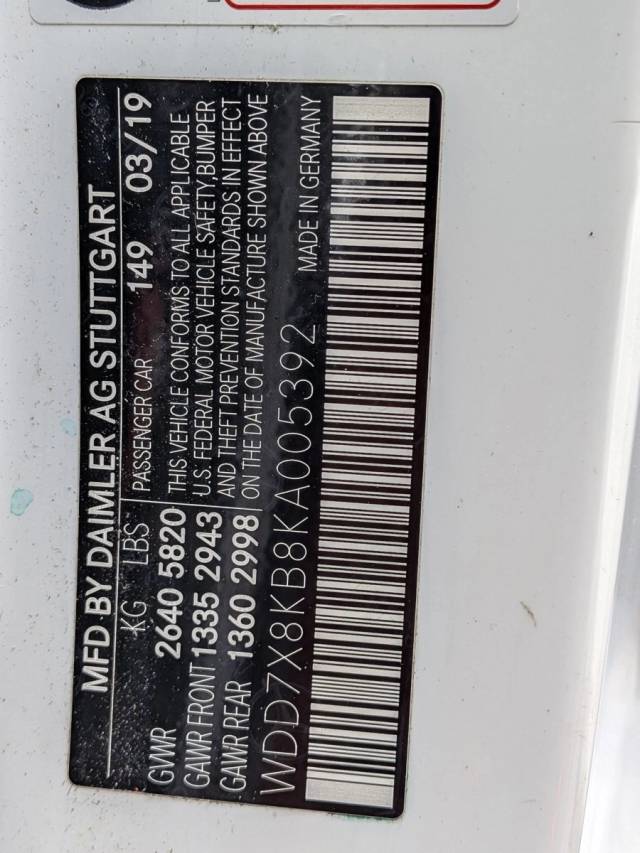 MFD BY DAIMLER AG STUTTGART
KG LBS PASSENGER CAR 149 03/19
GVWR 2640 5820 THIS VEHICLE CONFORMS TO ALL APPLICABLE
GAWR FRONT 1335 2943 U.S. FEDERAL MOTOR VEHICLE SAFETY, BUMPER
GAWR REAR 1360 2998 AND THEFT PREVENTION STANDARDS IN EFFECT
ON THE DATE OF MANUFACTURE SHOWN ABOVE
WDD7X8KB8KA005392 MADE IN GERMANY